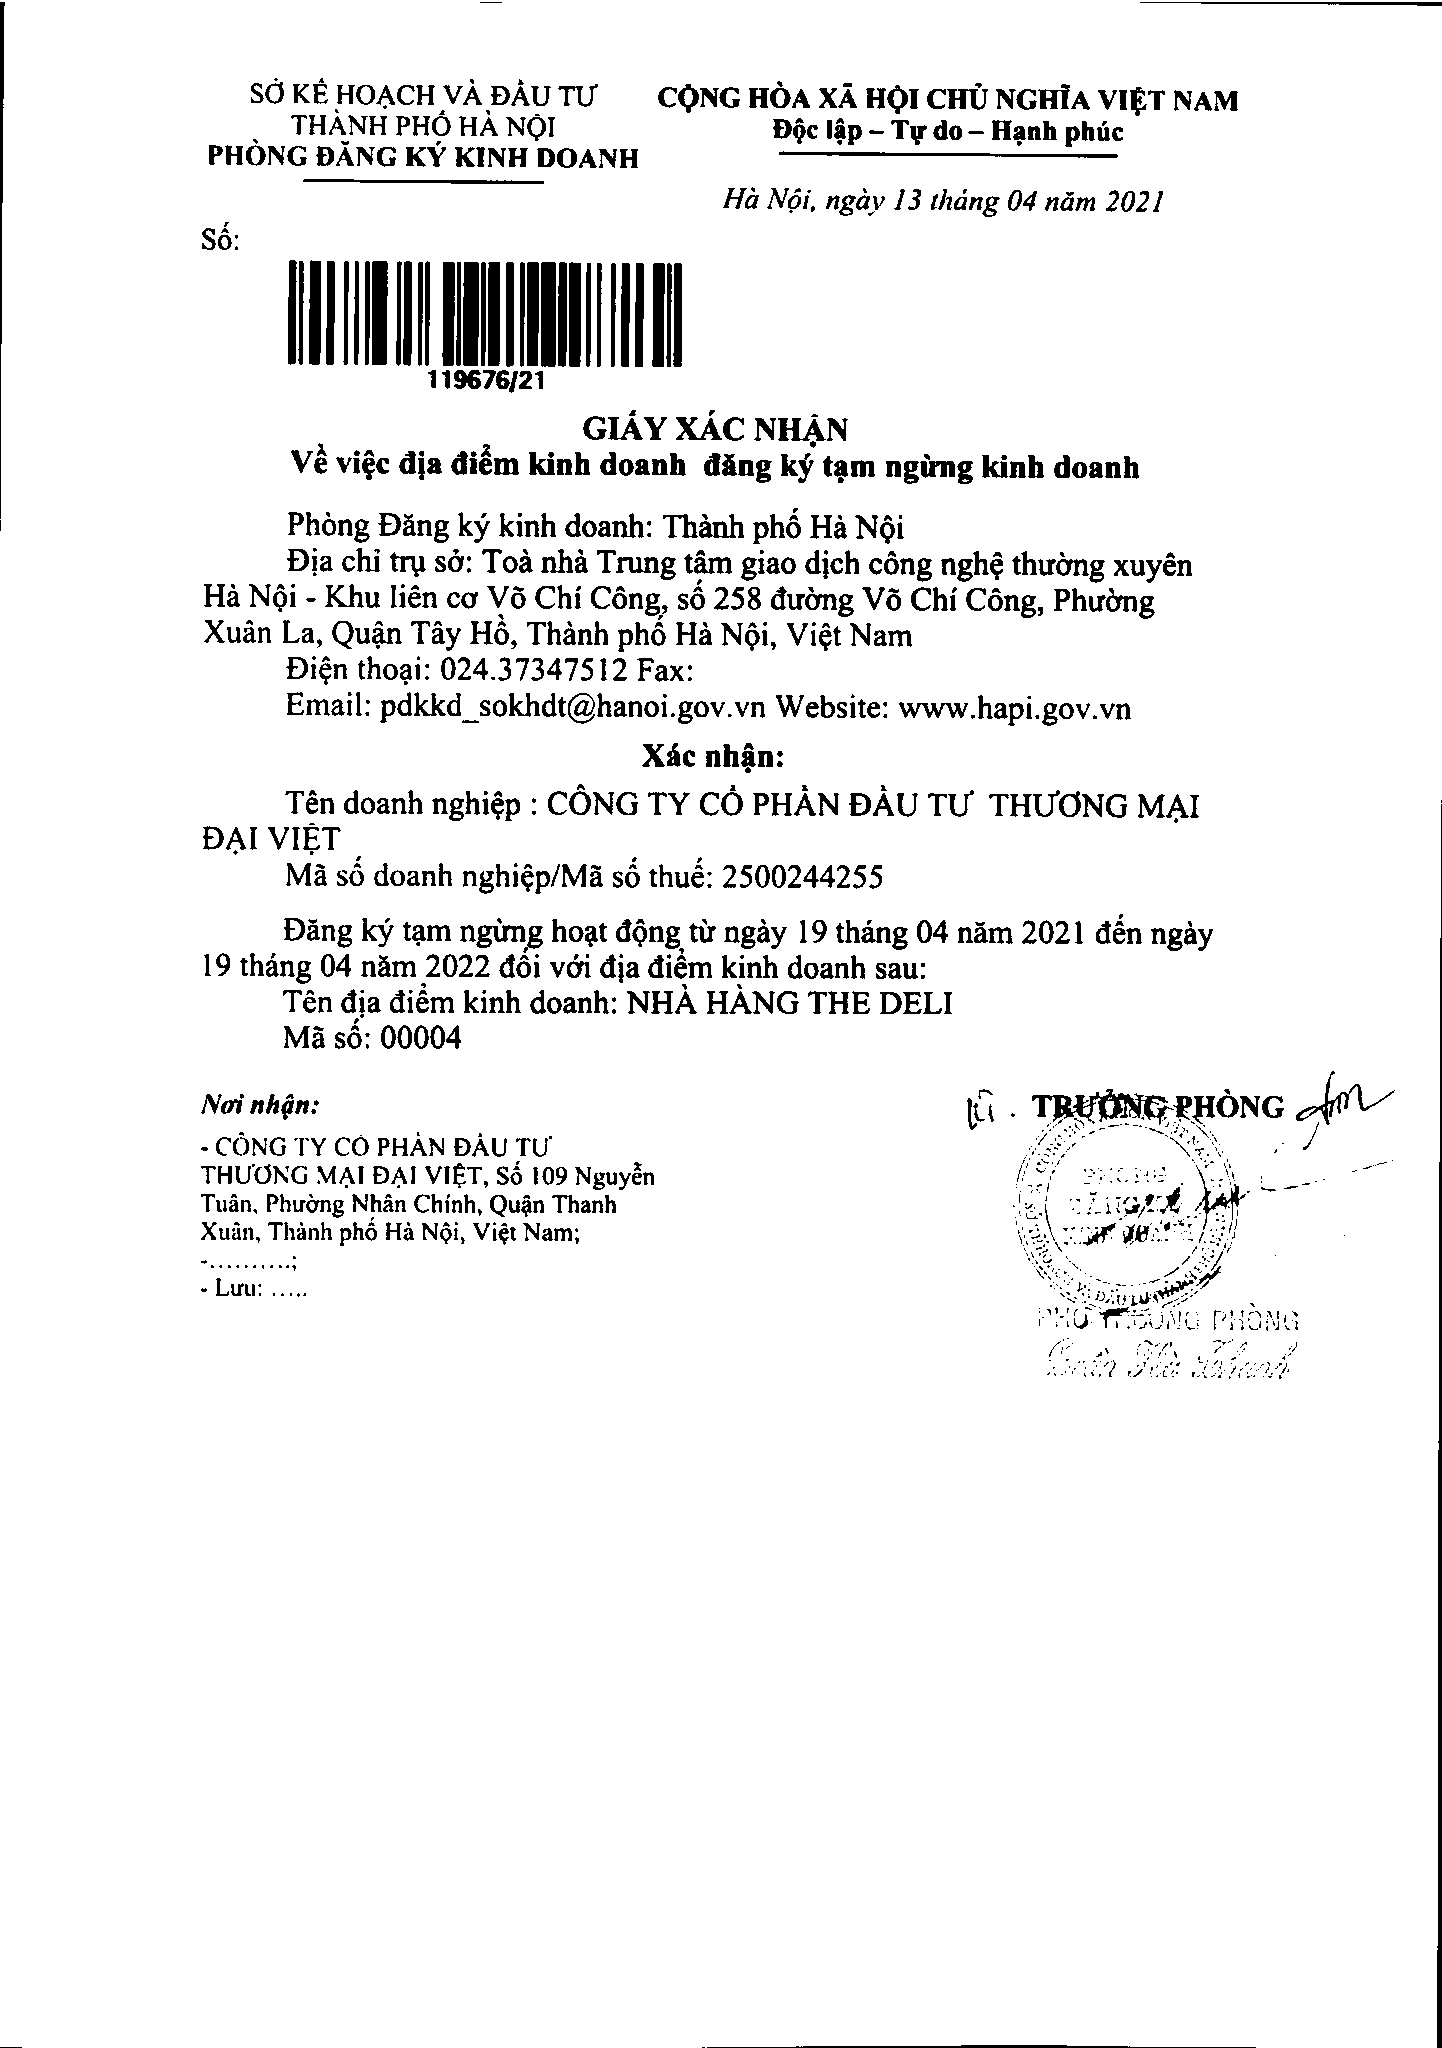 SỞ KẾ HOẠCH VÀ ĐẦU TƯ
THÀNH PHỐ HÀ NỘI
PHÒNG ĐĂNG KÝ KINH DOANH
CỘNG HÒA XÃ HỘI CHỦ NGHĨA VIỆT NAM
Độc lập – Tự do – Hạnh phúc
Hà Nội, ngày 13 tháng 04 năm 2021
Số:
119676/21
GIẤY XÁC NHẬN
Về việc địa điểm kinh doanh đăng ký tạm ngừng kinh doanh
Phòng Đăng ký kinh doanh: Thành phố Hà Nội
Địa chỉ trụ sở: Toà nhà Trung tâm giao dịch công nghệ thường xuyên
Hà Nội - Khu liên cơ Võ Chí Công, số 258 đường Võ Chí Công, Phường
Xuân La, Quận Tây Hồ, Thành phố Hà Nội, Việt Nam
Điện thoại: 024.37347512 Fax:
Email: pdkkd_sokhdt@hanoi.gov.vn Website: www.hapi.gov.vn
Xác nhận:
Tên doanh nghiệp : CÔNG TY CỔ PHẦN ĐẦU TƯ THƯƠNG MẠI
ĐẠI VIỆT
Mã số doanh nghiệp/Mã số thuế: 2500244255
Đăng ký tạm ngừng hoạt động từ ngày 19 tháng 04 năm 2021 đến ngày
19 tháng 04 năm 2022 đối với địa điểm kinh doanh sau:
Tên địa điểm kinh doanh: NHÀ HÀNG THE DELI
Mã số: 00004
Nơi nhận:
- CÔNG TY CỔ PHẦN ĐẦU TƯ
THƯƠNG MẠI ĐẠI VIỆT, Số 109 Nguyễn
Tuân, Phường Nhân Chính, Quận Thanh
Xuân, Thành phố Hà Nội, Việt Nam;
-..........;
- Lưu: .....
TRƯỞNG PHÒNG
PHÒNG
ĐĂNG KÝ
KINH DOANH
PHÓ TRƯỞNG PHÒNG